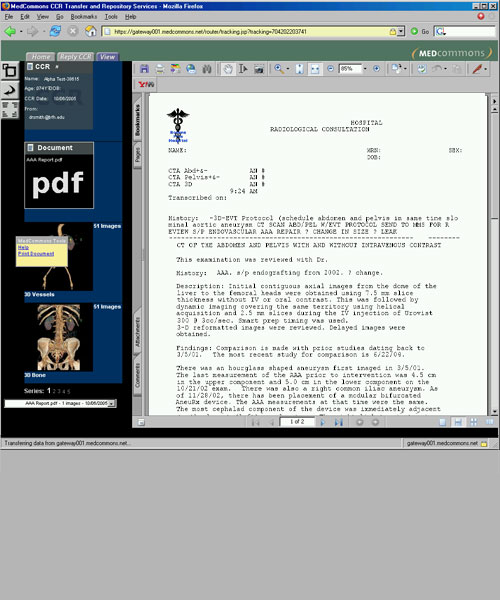 MedCommons CCR Transfer and Repository Services - Mozilla Firefox
File Edit View Go Bookmarks Tools Help
https://gateway001.medcommons.net/router/tracking.jsp?tracking=704202203741
Go
Home Reply CCR View
MEDcommons
CCR
Name: Alpha Test-39815
CCR Date: 10/06/2005
From:
85%
Document
AAA Report.pdf
pdf
51 Images
MedCommons Tools
Help
Print Document
3D Vessels
51 Images
3D Bone
Series: 1 2 3 4 5
AAA Report.pdf - 1 images - 10/06/2005
Bookmarks
Pages
Attachments
Comments
HOSPITAL
RADIOLOGICAL CONSULTATION
NAME: MRN: SEX:
DOB:
CTA Abd+&- AN #
CTA Pelvis+&- AN #
CTA 3D AN #
9:24 AM
Transcribed on:
History: -3D-EVT Protocol (schedule abdomen and pelvis in same time slo
minal aortic aneurysm CT SCAN ABD/PEL W/EVT PROTOCOL SEND TO MMS FOR R
EVIEW S/P ENDOVASCULAR AAA REPAIR ? CHANGE IN SIZE ? LEAK
CT OF THE ABDOMEN AND PELVIS WITH AND WITHOUT INTRAVENOUS CONTRAST
This examination was reviewed with Dr.
History: AAA, s/p endografting from 2002. ? change.
Description: Initial contiguous axial images from the dome of the
liver to the femoral heads were obtained using 7.5 mm slice
thickness without IV or oral contrast. This was followed by
dynamic imaging covering the same territory using helical
acquisition and 2.5 mm slices during the IV injection of Urovist
300 @ 3cc/sec. Smart prep timing was used.
3-D reformatted images were reviewed. Delayed images were
obtained.
Findings: Comparison is made with prior studies dating back to
3/5/01. The most recent study for comparison is 6/22/04.
There was an hourglass shaped aneurysm first imaged in 3/5/01.
The last measurement of the AAA prior to intervention was 4.5 cm
in the upper component and 5.0 cm in the lower component on the
10/21/02 exam. There was also a right common iliac aneurysm. As
of 11/28/02, there has been placement of a modular bifurcated
AneuRx device. The AAA measurements at that time were the same.
The most cephalad component of the device was immediately adjacent
1 of 2
Transferring data from gateway001.medcommons.net...
gateway001.medcommons.net